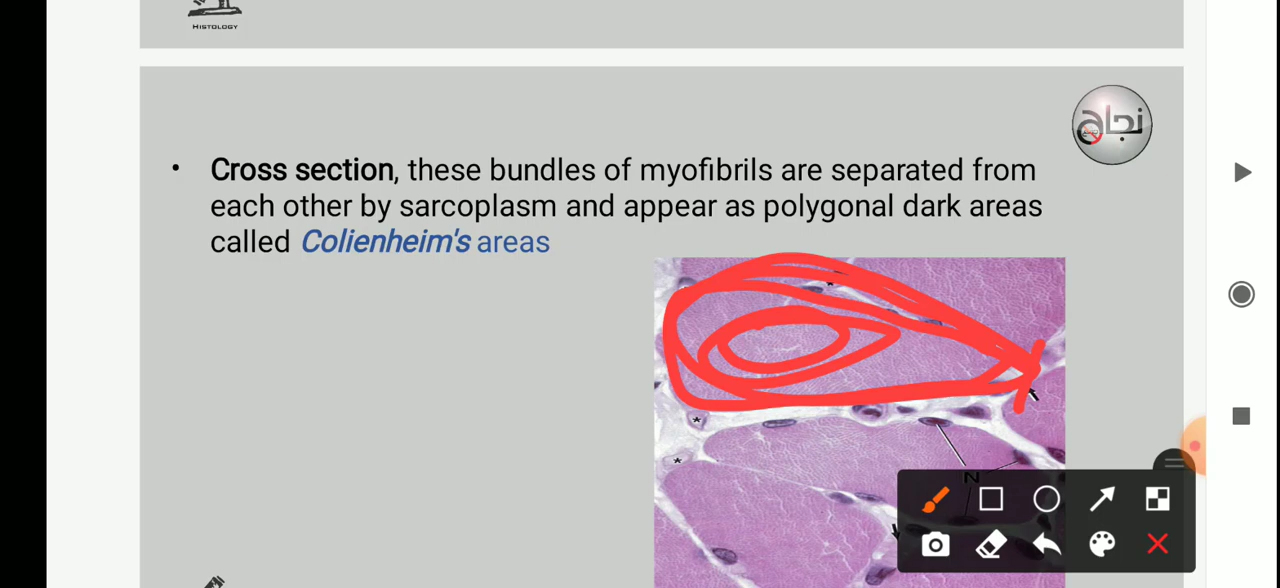 HISTOLOGY
نجاح
• Cross section, these bundles of myofibrils are separated from
each other by sarcoplasm and appear as polygonal dark areas
called Colienheim's areas
*
*
*
N